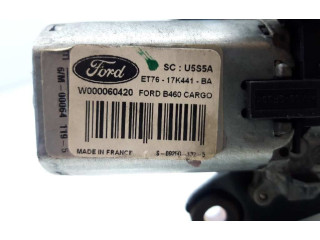 Ford
SC : U5S5A
ET76 - 17K441 - BA
W000060420 FORD B460 CARGO
MADE IN FRANCE